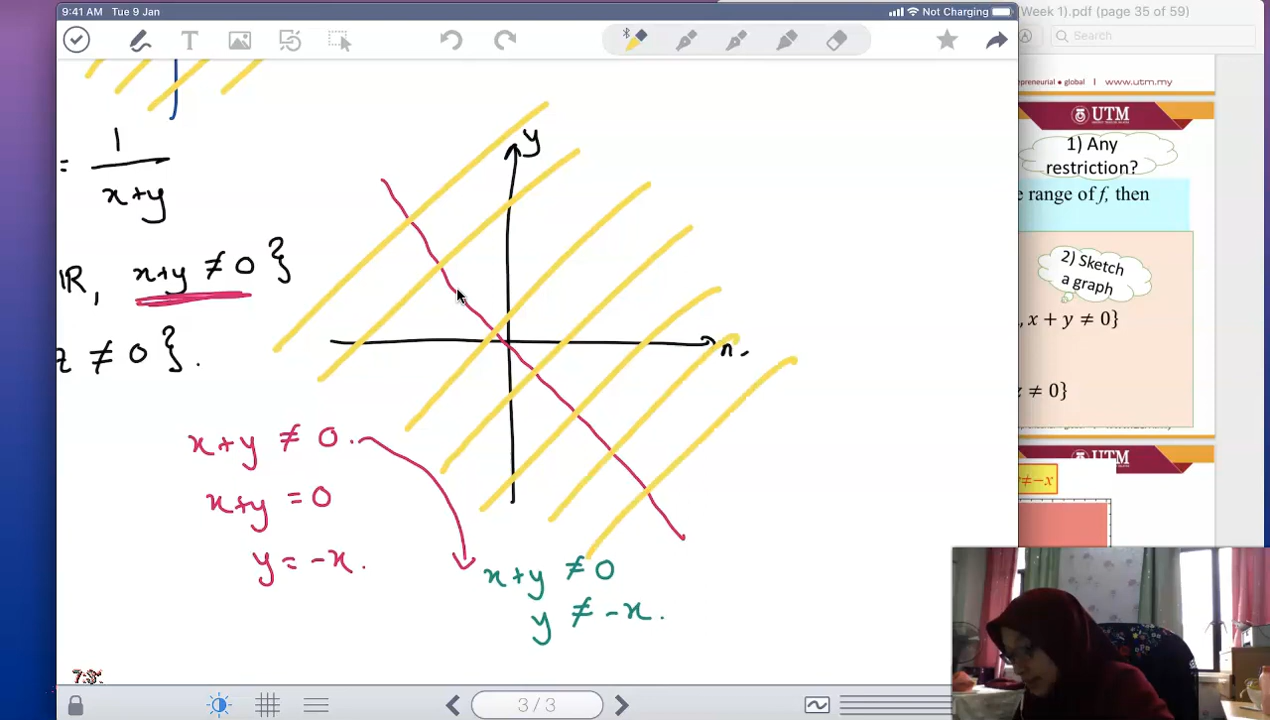 9:41 AM Tue 9 Jan
Not Charging
Week 1).pdf (page 35 of 59)
Search
T
y
= 1
x+y
IR, x+y ≠ 0 }
≠ 0 }.
x.
x+y ≠ 0.
x+y = 0
y = -x.
x+y ≠ 0
y ≠ -x.
3 / 3
epreneurial • global | www.utm.my
UTM
1) Any
restriction?
e range of f, then
2) Sketch
a graph
, x + y ≠ 0}
≠ 0}
UTM
≠ -x